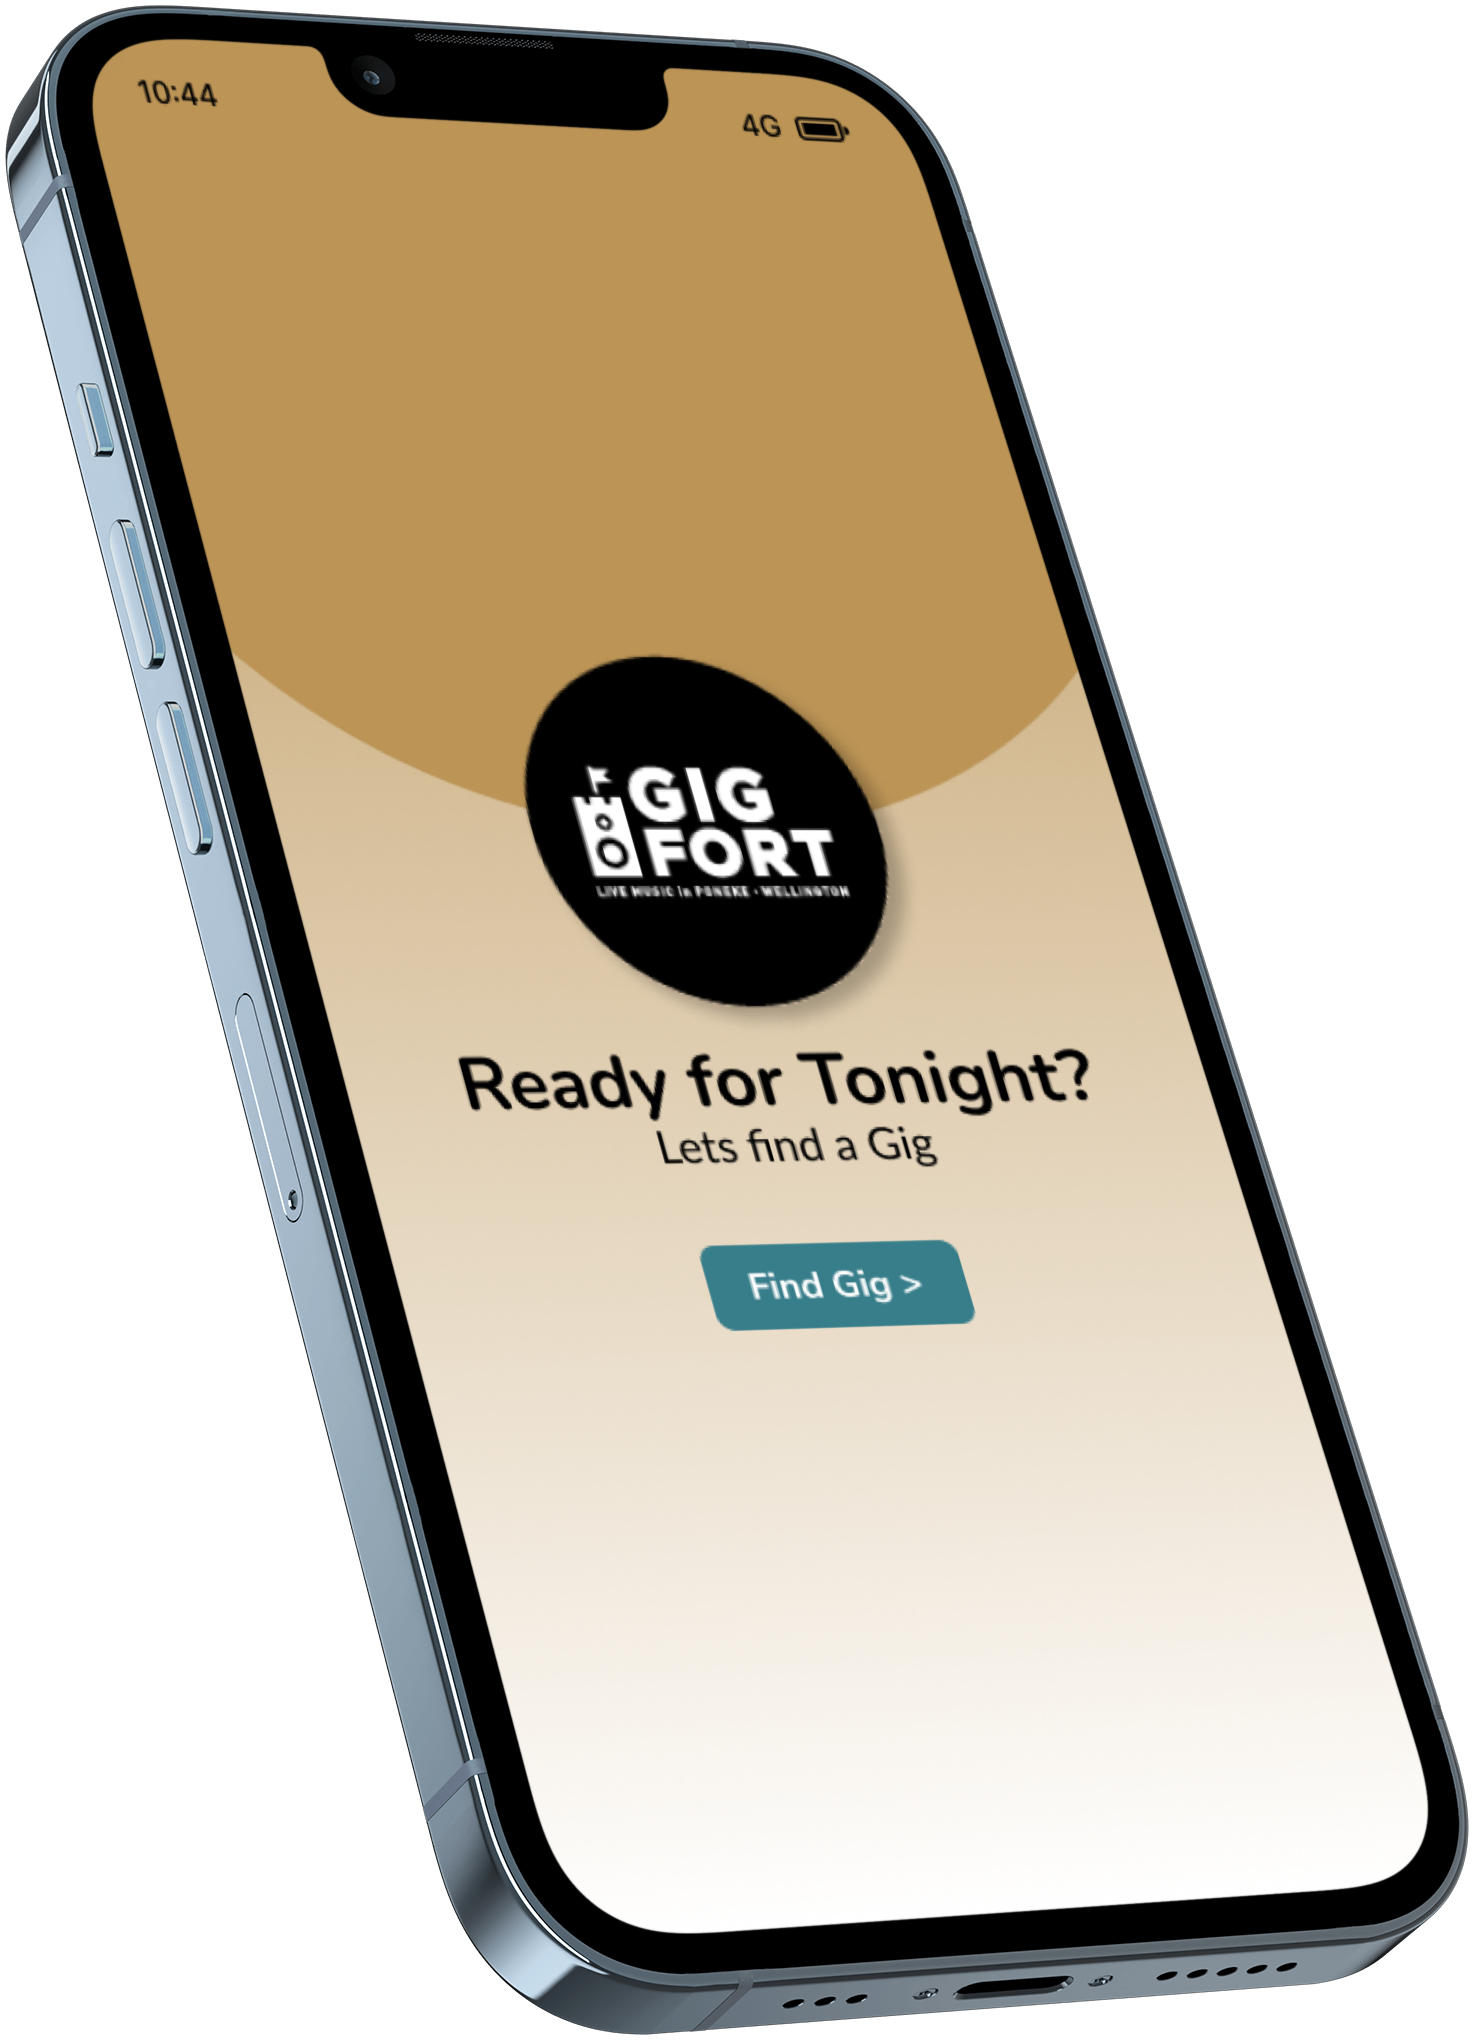 10:44
4G
GIG
FORT
LIVE MUSIC in PONEKE • WELLINGTON
Ready for Tonight?
Lets find a Gig
Find Gig >